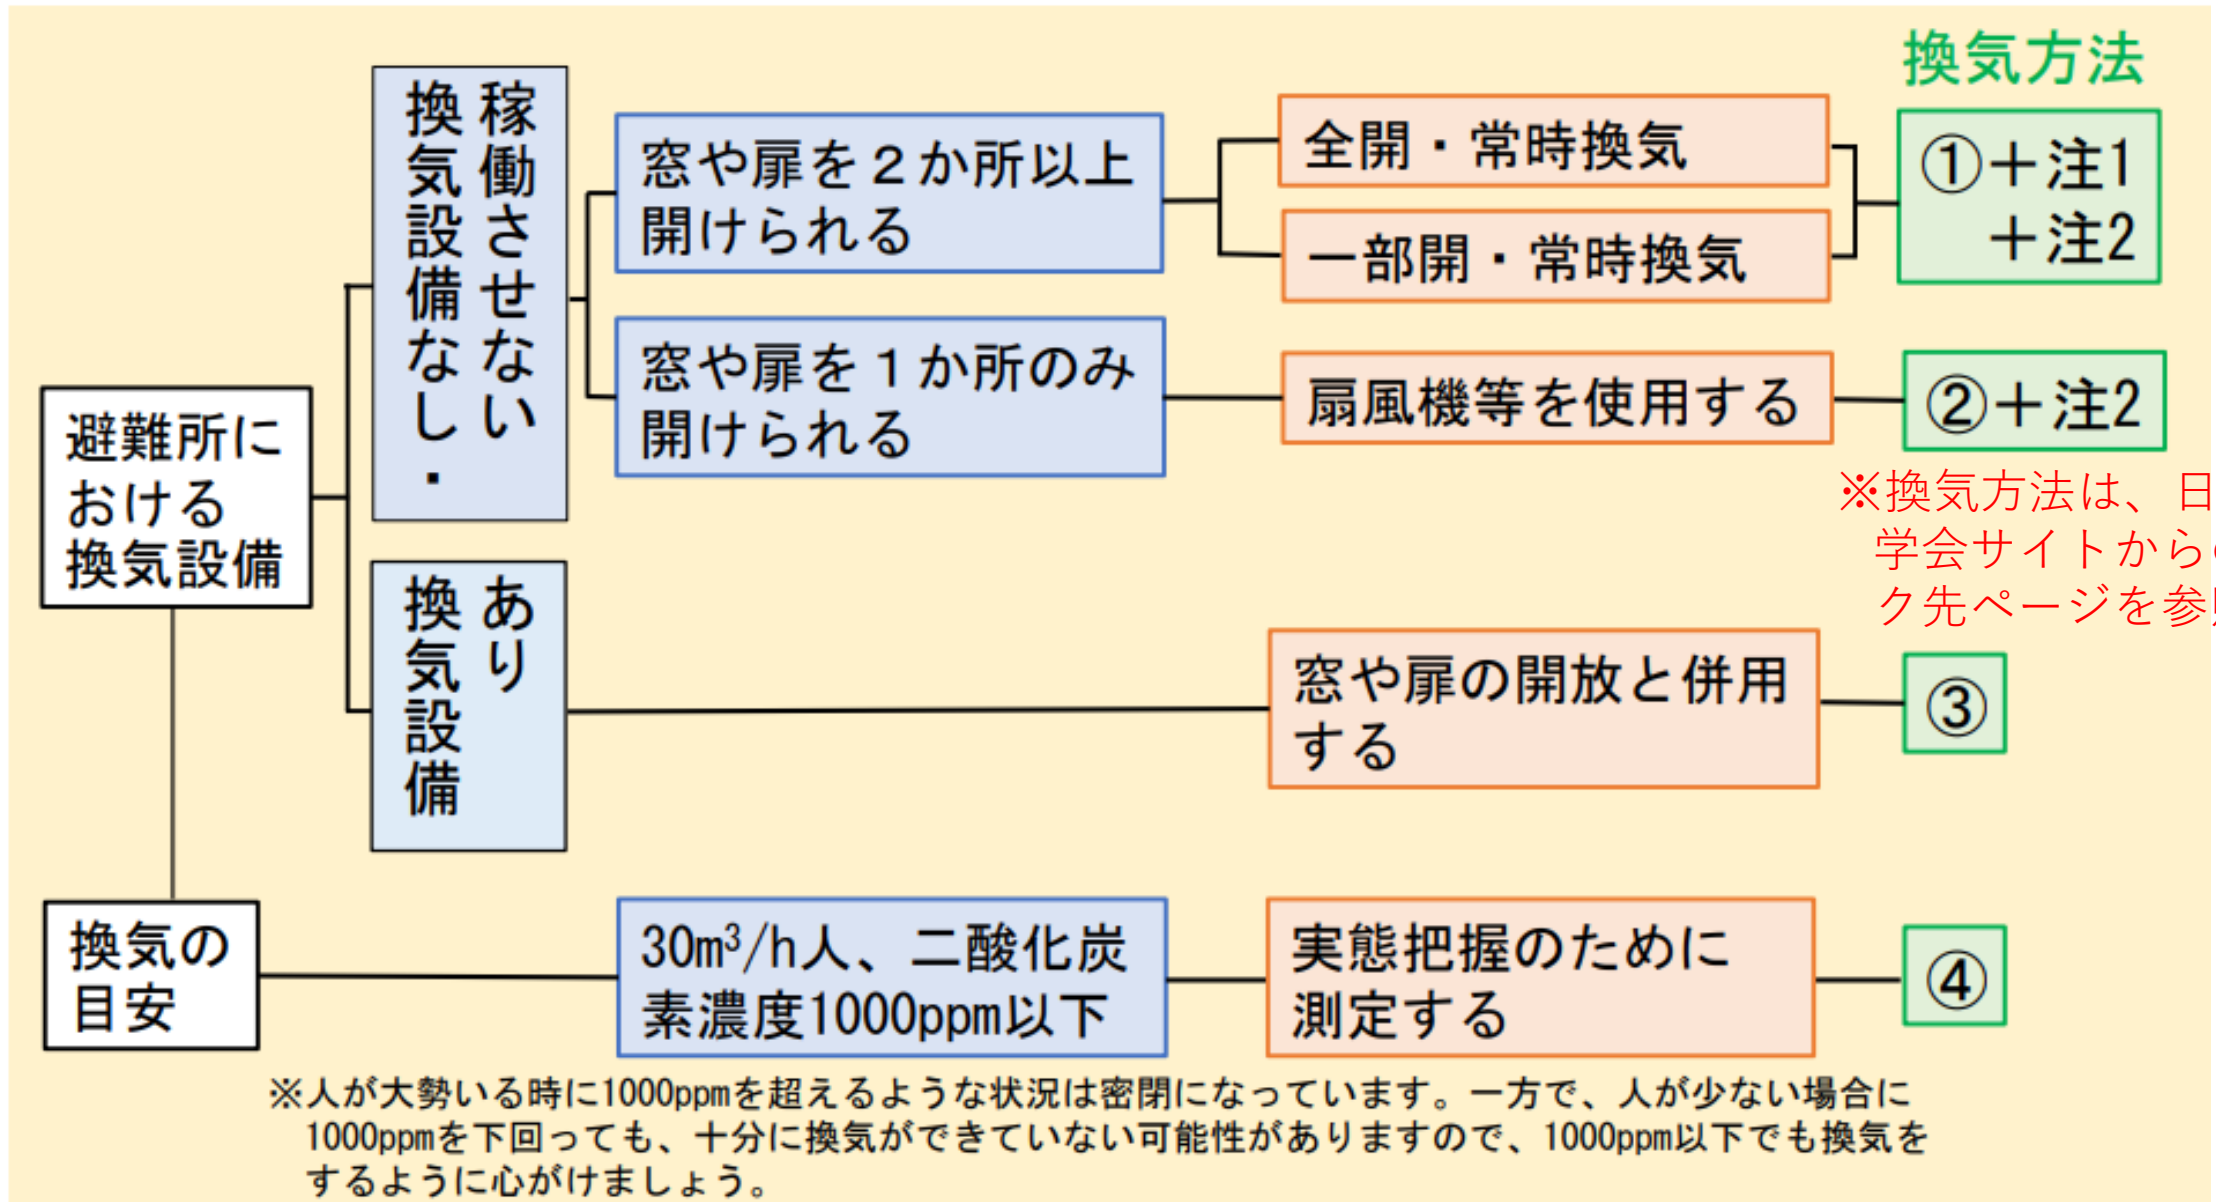 換気方法
換気設備なし・
稼働させない
窓や扉を２か所以上
開けられる
全開・常時換気
一部開・常時換気
①＋注1
＋注2
窓や扉を１か所のみ
開けられる
扇風機等を使用する
②＋注2
※換気方法は、日
学会サイトから
ク先ページを参
避難所に
おける
換気設備
換気設備
あり
窓や扉の開放と併用
する
③
換気の
目安
30m³/h人、二酸化炭
素濃度1000ppm以下
実態把握のために
測定する
④
※人が大勢いる時に1000ppmを超えるような状況は密閉になっています。一方で、人が少ない場合に
1000ppmを下回っても、十分に換気ができていない可能性がありますので、1000ppm以下でも換気を
するように心がけましょう。